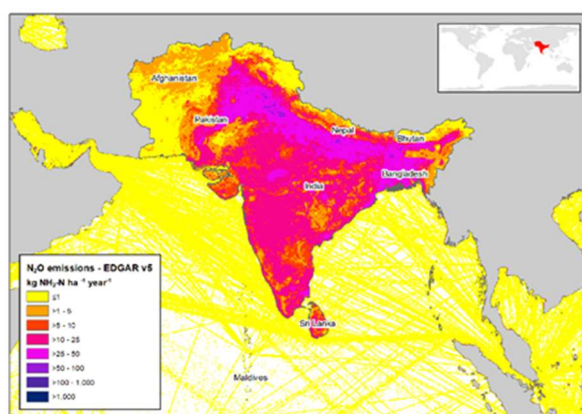 Afghanistan
Pakistan
Nepal
Bhutan
Bangladesh
India
Sri Lanka
Maldives
N₂O emissions - EDGAR v5
kg NH₃-N ha⁻¹ year⁻¹
≤1
>1 - 5
>5 - 10
>10 - 25
>25 - 50
>50 - 100
>100 - 1,000
>1,000